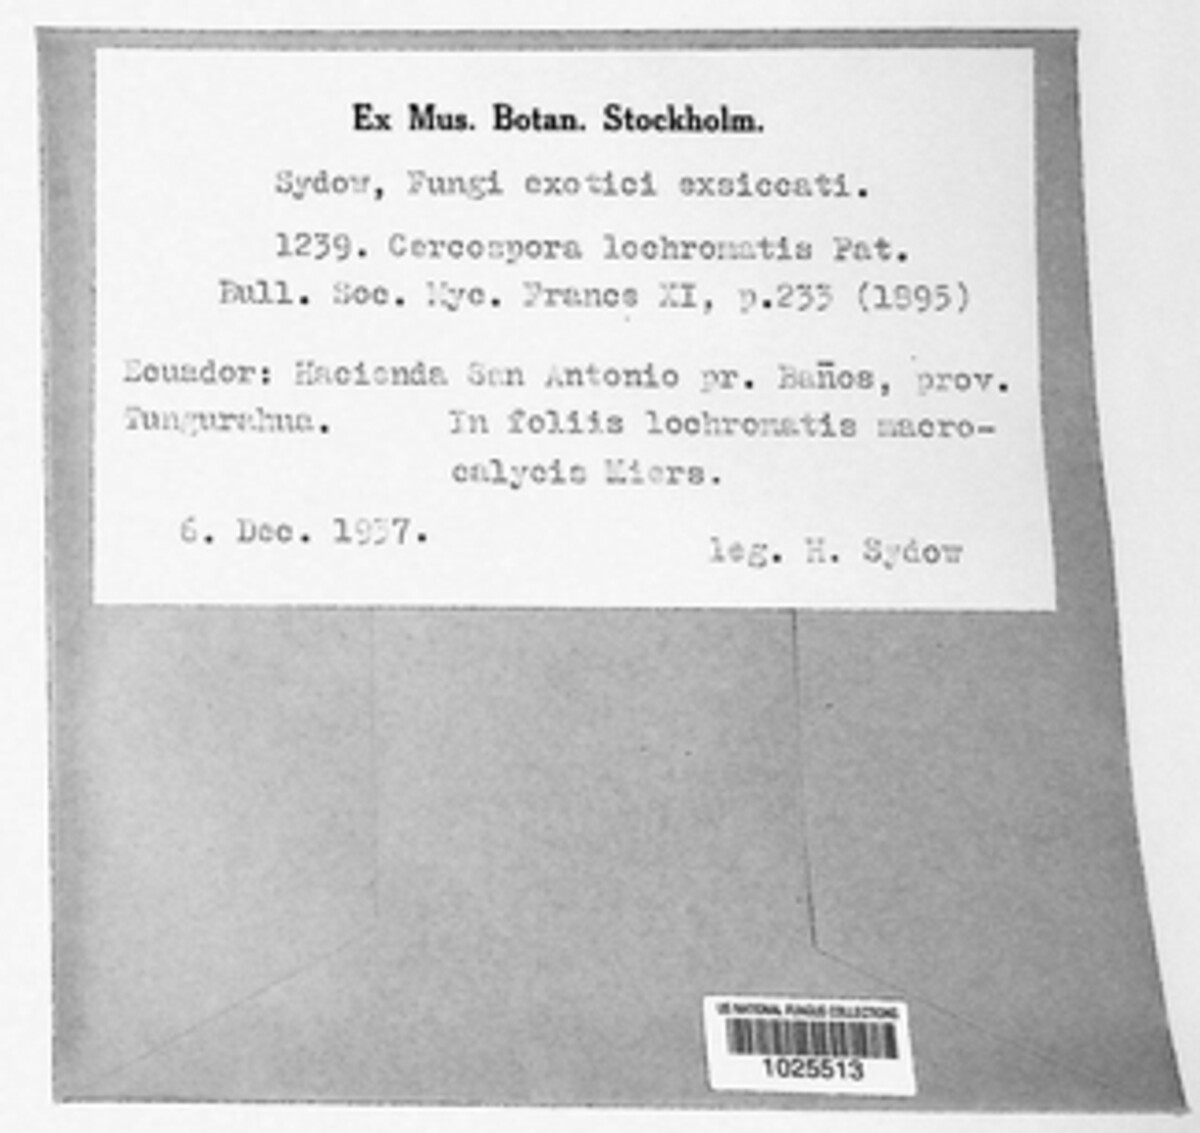 Ex Mus. Botan. Stockholm.
Sydow, Fungi exotici exsiccati.
1239. Cercospora lochromatis Pat.
Bull. Soc. Myc. France XI, p.233 (1895)
Ecuador: Hacienda San Antonio pr. Baños, prov.
Tungurahua. In foliis lochromatis macro-
calycis Miers.
6. Dec. 1937.
leg. H. Sydow
US NATIONAL FUNGUS COLLECTIONS
1025513